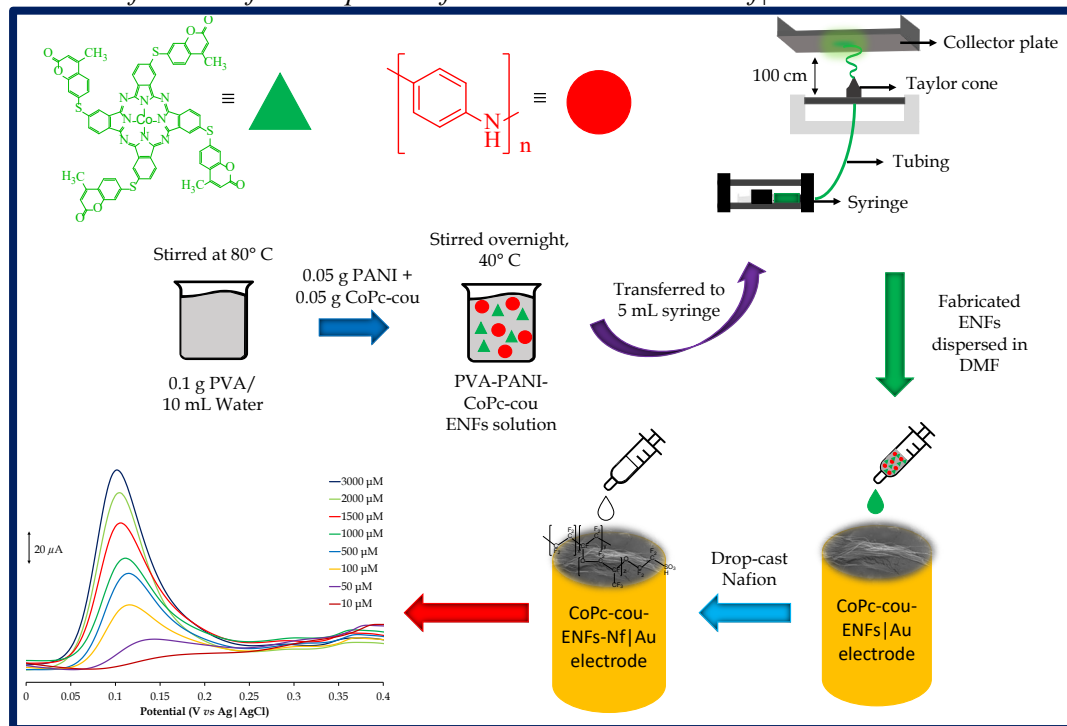 O
O
CH3
S
N
N
N
N
Co
N
N
N
N
S
O
O
CH3
S
H3C
O
O
S
CH3
O
O
≡
N
H
n
≡
100 cm
Collector plate
Taylor cone
Tubing
Syringe
Stirred at 80° C
0.1 g PVA/
10 mL Water
0.05 g PANI +
0.05 g CoPc-cou
Stirred overnight,
40° C
PVA-PANI-
CoPc-cou
ENFs solution
Transferred to
5 mL syringe
Fabricated
ENFs
dispersed in
DMF
CoPc-cou-
ENFs|Au
electrode
Drop-cast
Nafion
CoPc-cou-
ENFs-Nf|Au
electrode
20 µA
3000 µM
2000 µM
1500 µM
1000 µM
500 µM
100 µM
50 µM
10 µM
0 0.05 0.1 0.15 0.2 0.25 0.3 0.35 0.4
Potential (V vs Ag|AgCl)